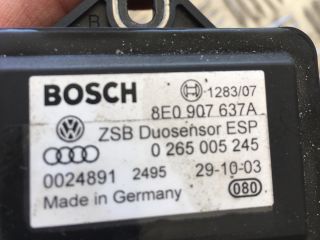 R
BOSCH 1283/07
8E0 907 637A
ZSB Duosensor ESP
0 265 005 245
0024891 2495 29-10-03
Made in Germany 080